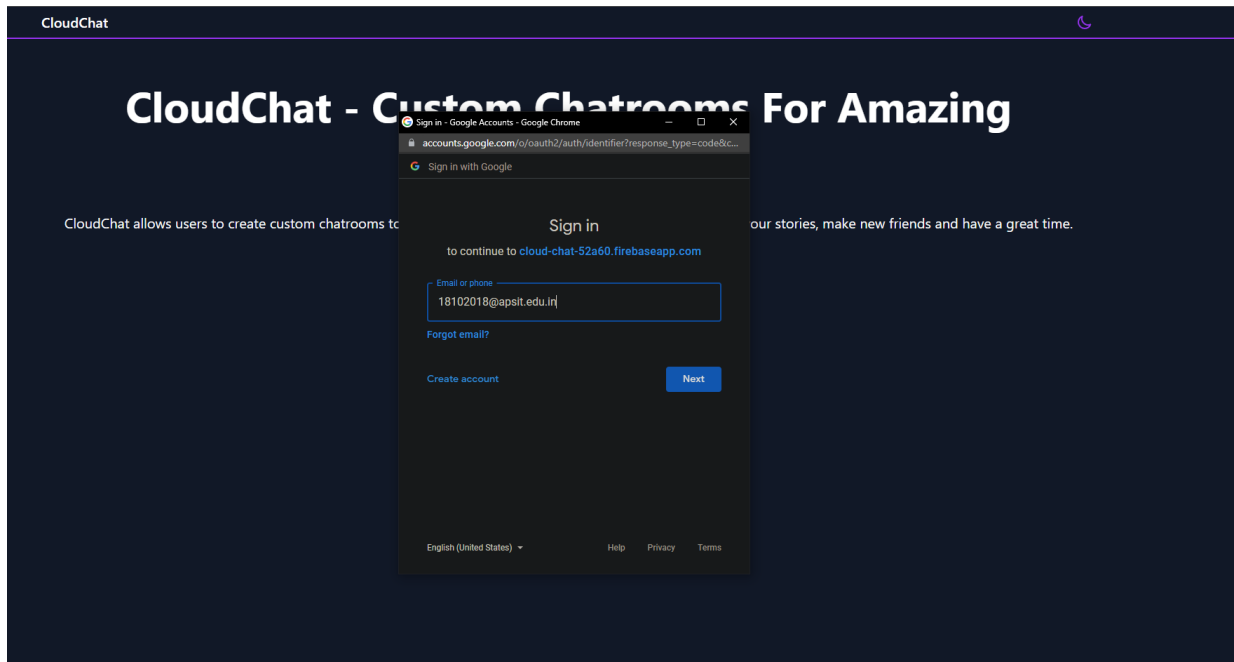 CloudChat
CloudChat - Custom Chatrooms For Amazing
Sign in - Google Accounts - Google Chrome
accounts.google.com/o/oauth2/auth/identifier?response_type=code&c...
G Sign in with Google
CloudChat allows users to create custom chatrooms to
our stories, make new friends and have a great time.
Sign in
to continue to cloud-chat-52a60.firebaseapp.com
Email or phone
18102018@apsit.edu.in
Forgot email?
Create account
Next
English (United States)
Help Privacy Terms